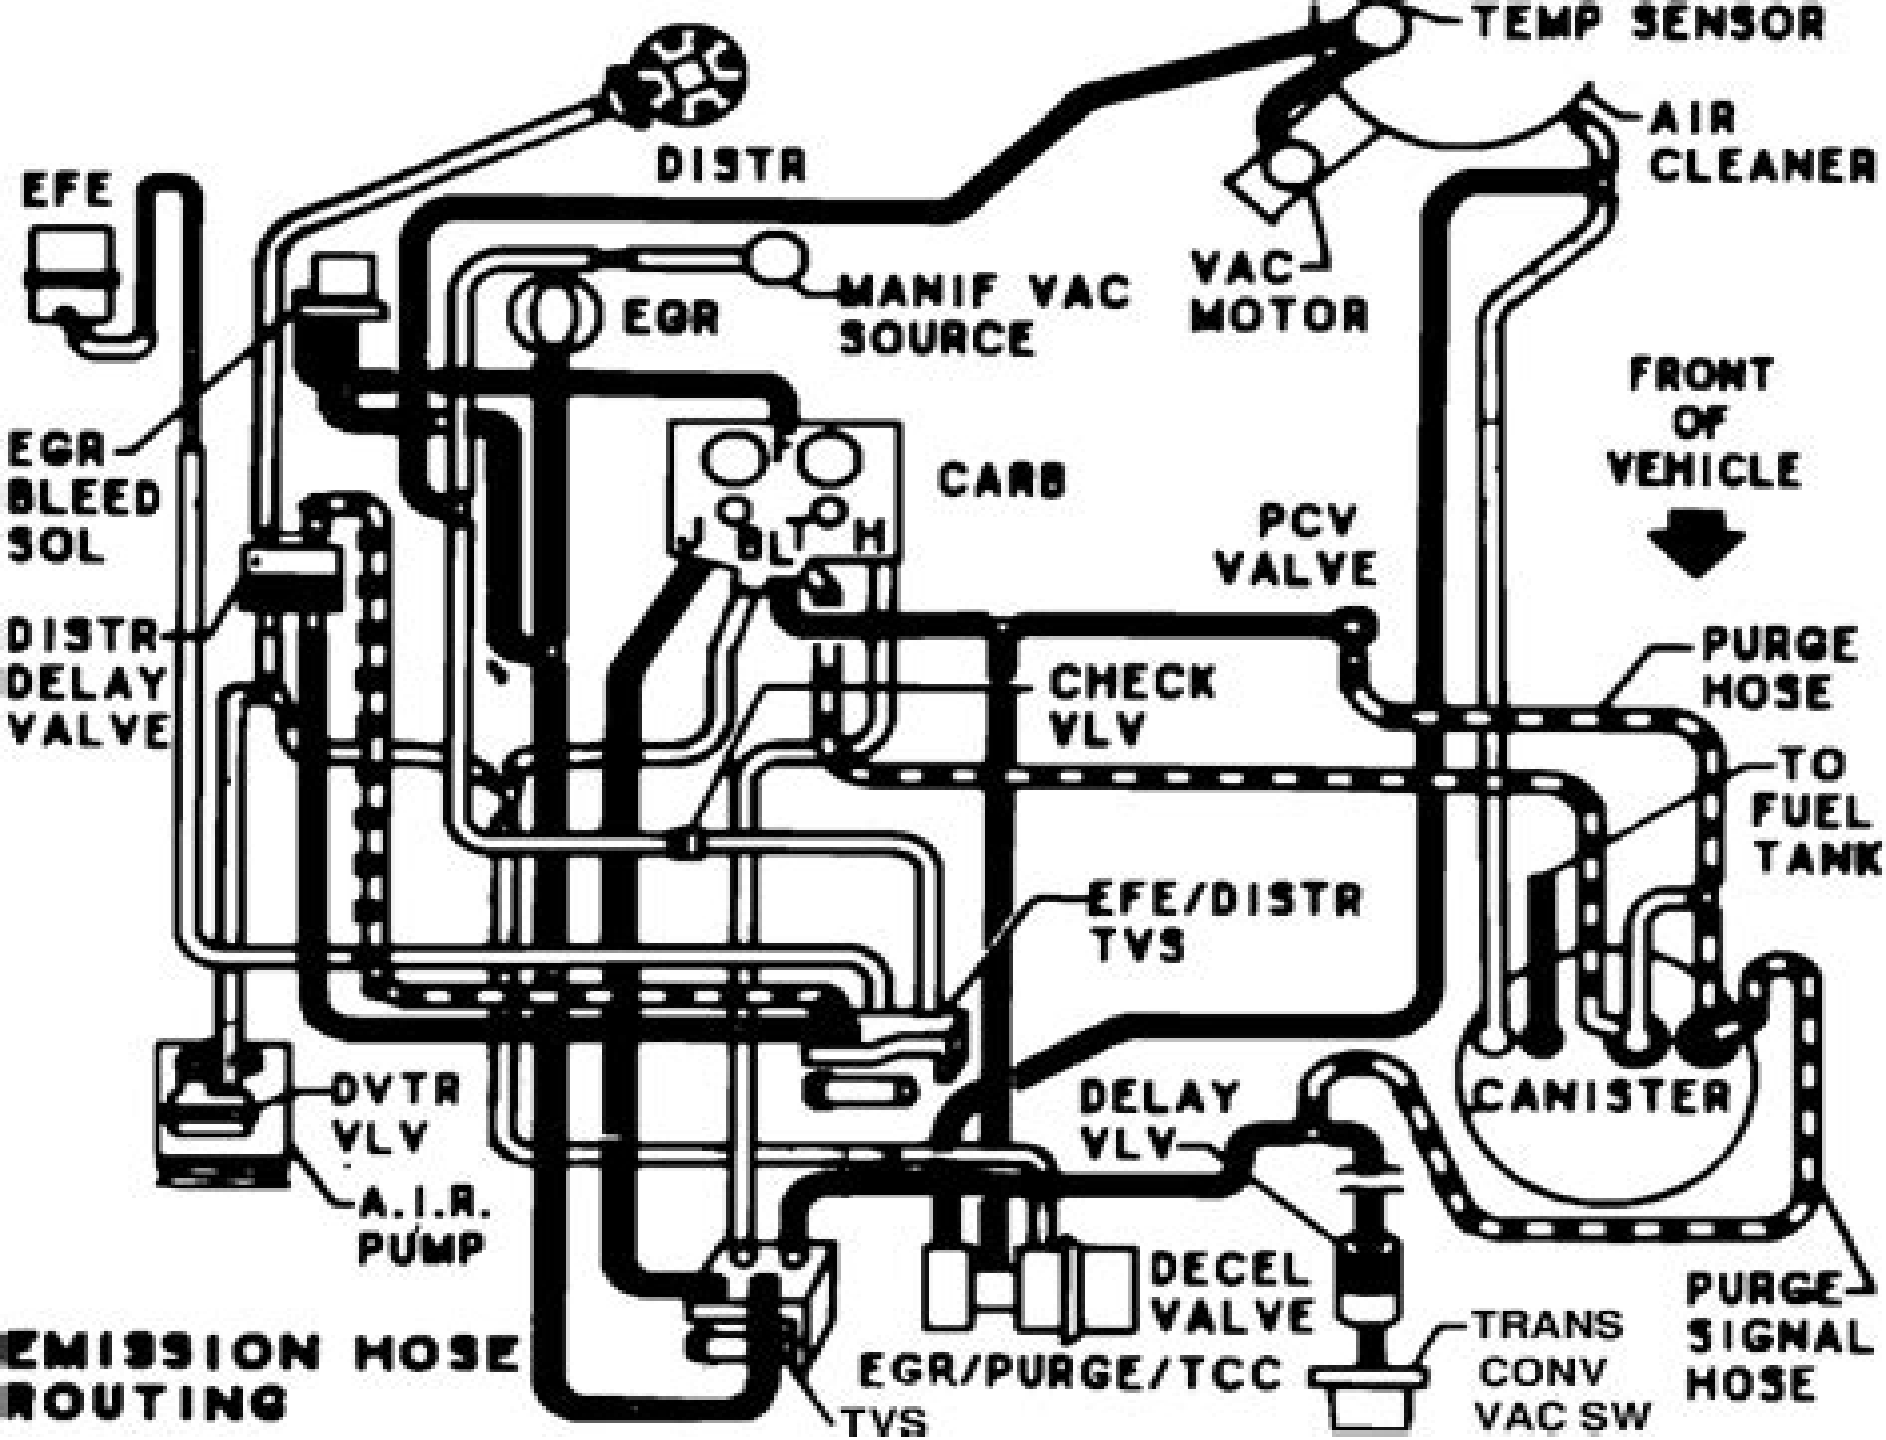 TEMP SENSOR
AIR
CLEANER
DISTR
EFE
MANIF VAC
SOURCE
EGR
VAC
MOTOR
FRONT
OF
VEHICLE
EGR
BLEED
SOL
CARB
J
BLT
H
PCV
VALVE
DISTR
DELAY
VALVE
CHECK
VLV
PURGE
HOSE
TO
FUEL
TANK
EFE/DISTR
TVS
CANISTER
DELAY
VLV
DVTR
VLV
A.I.R.
PUMP
DECEL
VALVE
EGR/PURGE/TCC
TVS
TRANS
CONV
VAC SW
PURGE
SIGNAL
HOSE
EMISSION HOSE
ROUTING